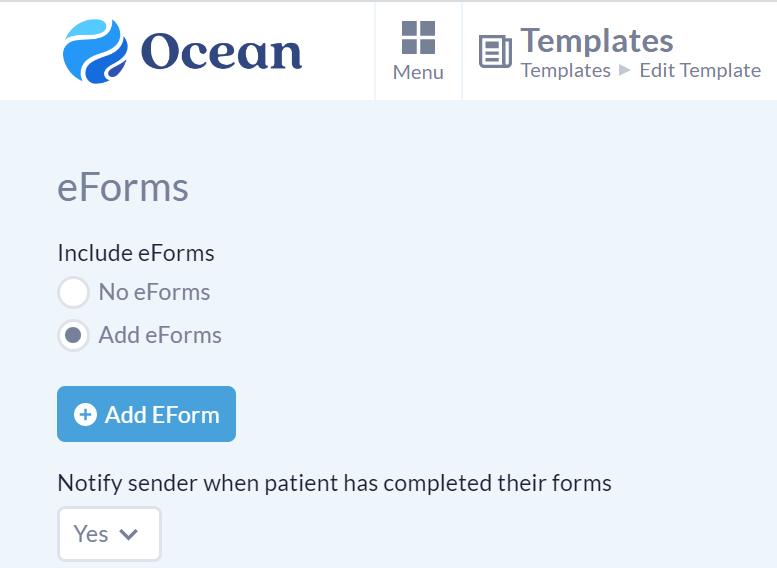 Ocean
Menu
Templates
Templates ▶ Edit Template
eForms
Include eForms
No eForms
Add eForms
Add EForm
Notify sender when patient has completed their forms
Yes